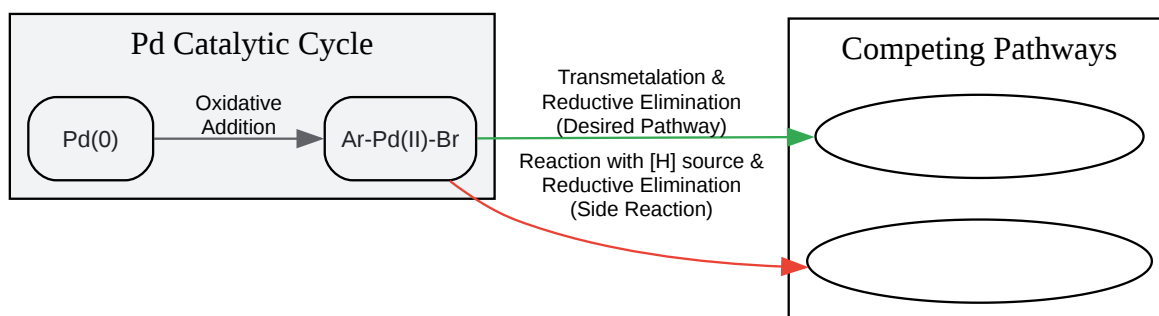 Pd Catalytic Cycle
Pd(0)
Oxidative
Addition
Ar-Pd(II)-Br
Transmetalation &
Reductive Elimination
(Desired Pathway)
Reaction with [H] source &
Reductive Elimination
(Side Reaction)
Competing Pathways